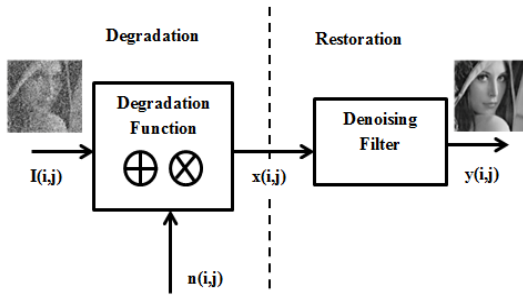 Degradation
Restoration
Degradation
Function
Denoising
Filter
I(i,j)
x(i,j)
y(i,j)
n(i,j)